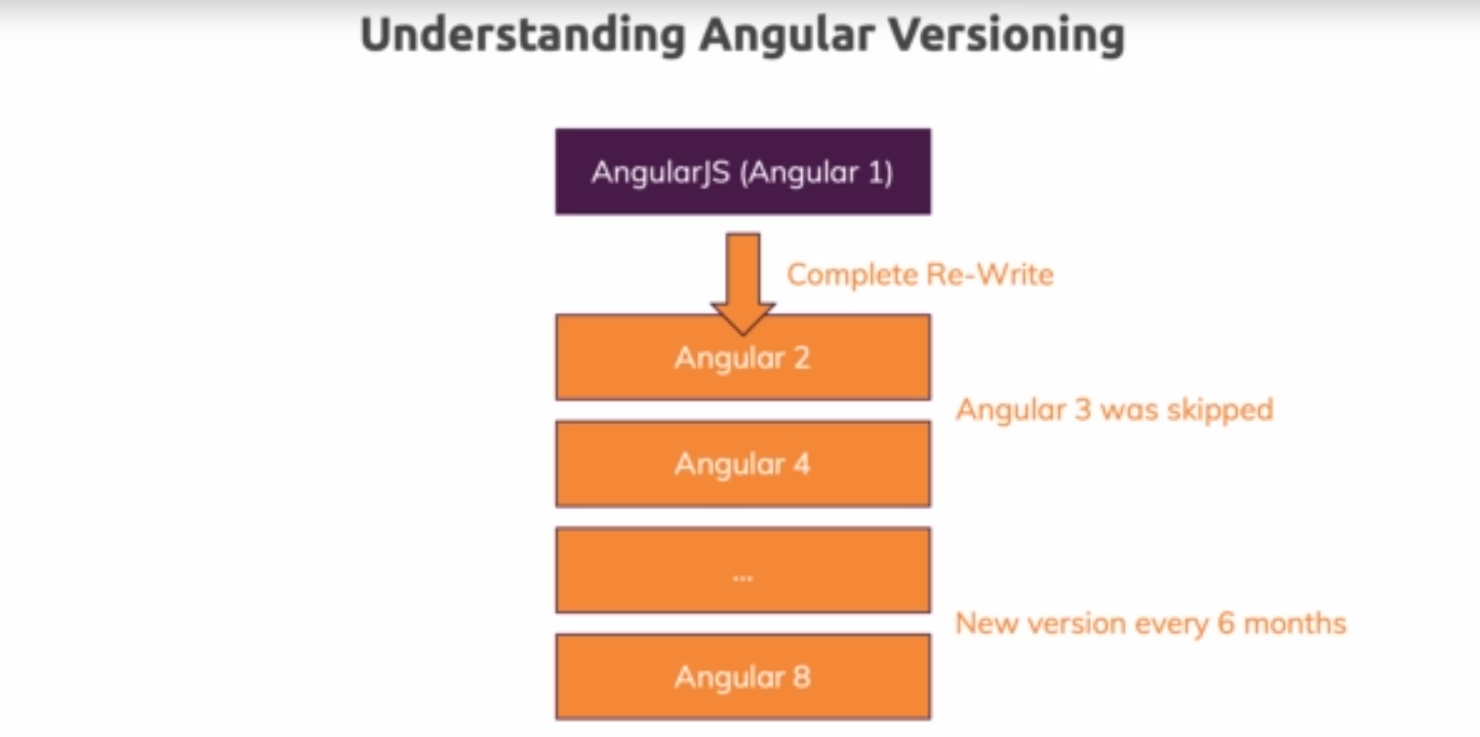 Understanding Angular Versioning
AngularJS (Angular 1)
Complete Re-Write
Angular 2
Angular 3 was skipped
Angular 4
...
New version every 6 months
Angular 8